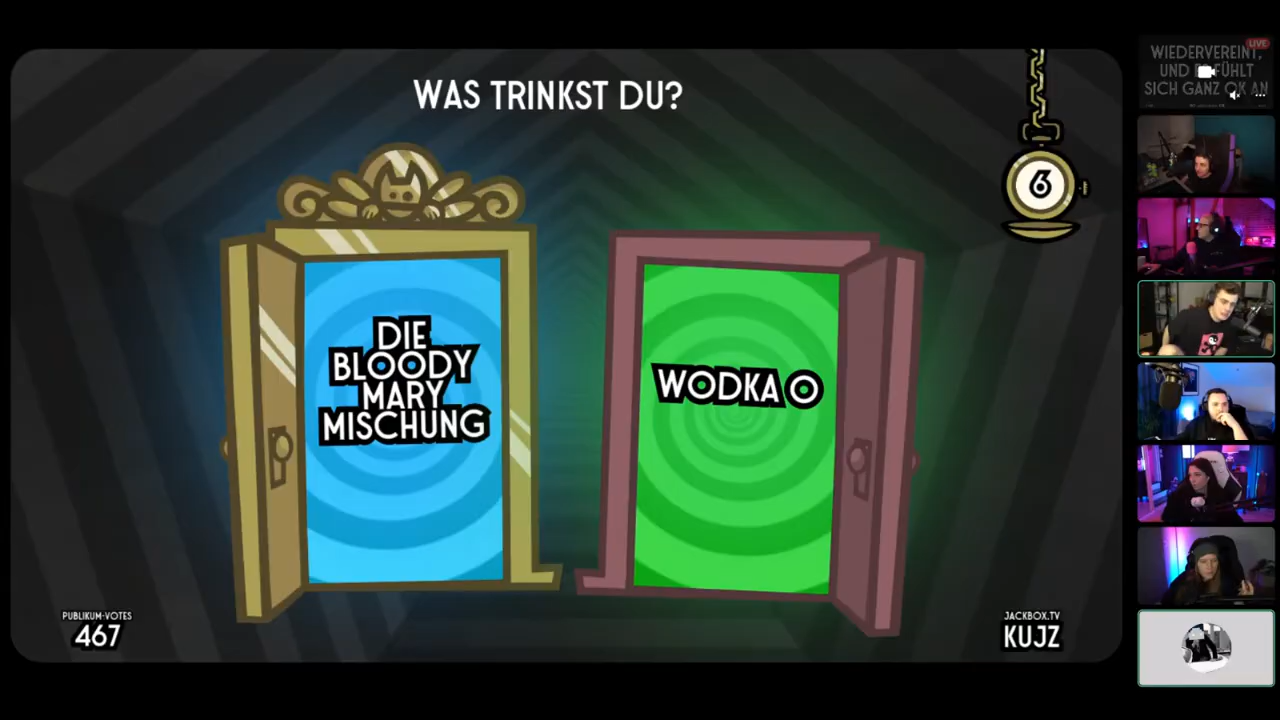 WAS TRINKST DU?
6
DIE
BLOODY
MARY
MISCHUNG
WODKA O
PUBLIKUM-VOTES
467
JACKBOX.TV
KUJZ
LIVE
WIEDERVEREINT,
SICH GANZ OK AN